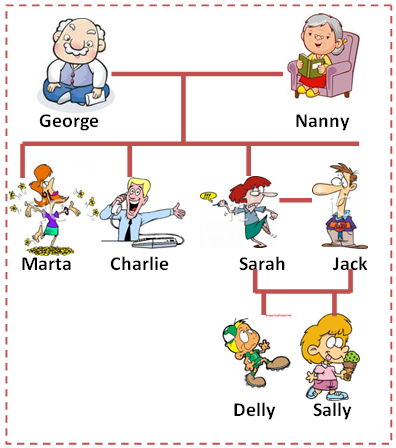 George Nanny
Marta Charlie Sarah Jack
Delly Sally